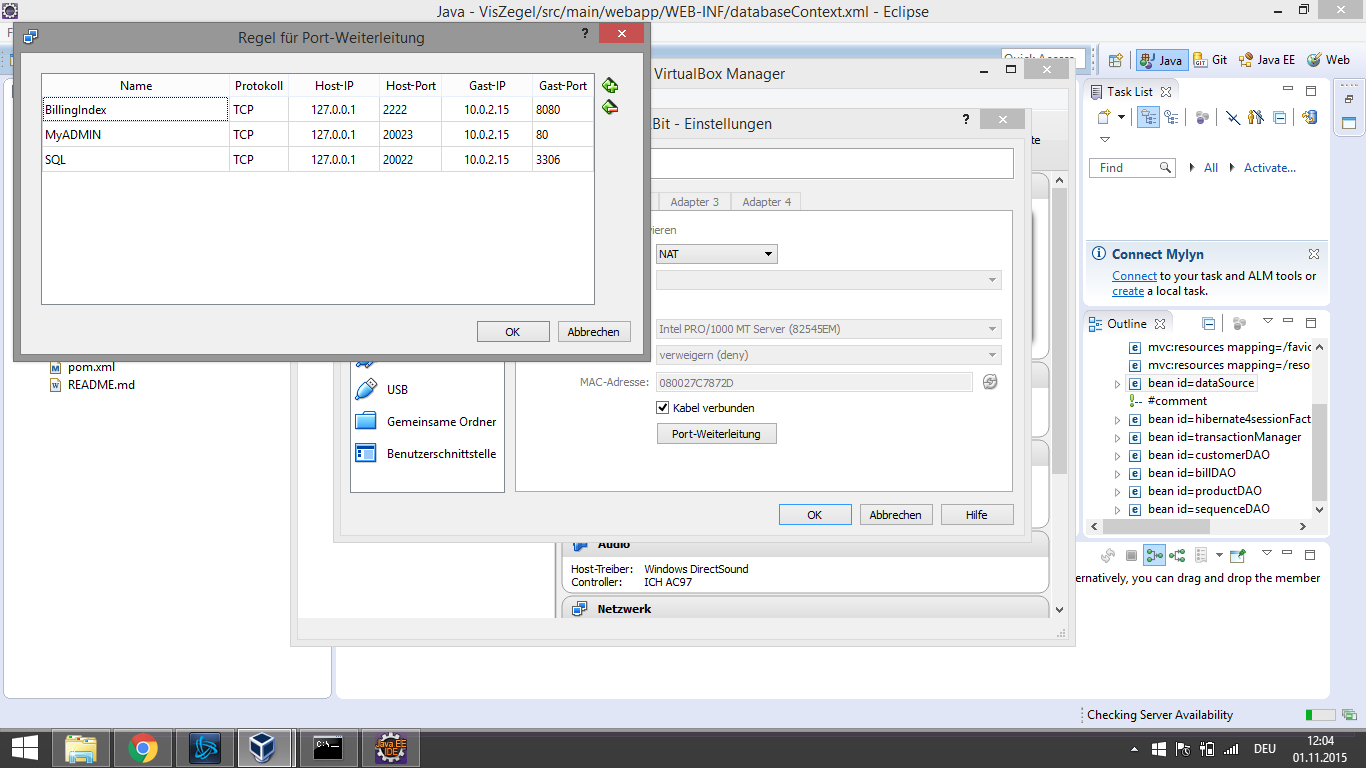 Java - VisZegel/src/main/webapp/WEB-INF/databaseContext.xml - Eclipse
Regel für Port-Weiterleitung
?
Name Protokoll Host-IP Host-Port Gast-IP Gast-Port
BillingIndex TCP 127.0.0.1 2222 10.0.2.15 8080
MyADMIN TCP 127.0.0.1 20023 10.0.2.15 80
SQL TCP 127.0.0.1 20022 10.0.2.15 3306
OK Abbrechen
VirtualBox Manager
Bit - Einstellungen
?
Adapter 3 Adapter 4
vieren
NAT
Intel PRO/1000 MT Server (82545EM)
verweigern (deny)
MAC-Adresse: 080027C7872D
Kabel verbunden
Port-Weiterleitung
USB
Gemeinsame Ordner
Benutzerschnittstelle
OK Abbrechen Hilfe
Audio
Host-Treiber: Windows DirectSound
Controller: ICH AC97
Netzwerk
pom.xml
README.md
Quick Access
Java Git Java EE Web
te
Task List
Find All Activate...
Connect Mylyn
Connect to your task and ALM tools or
create a local task.
Outline
mvc:resources mapping=/favic
mvc:resources mapping=/reso
bean id=dataSource
#comment
bean id=hibernate4sessionFact
bean id=transactionManager
bean id=customerDAO
bean id=billDAO
bean id=productDAO
bean id=sequenceDAO
ernatively, you can drag and drop the member
Checking Server Availability
C:\_
Java EE
IDE
DEU
12:04
01.11.2015